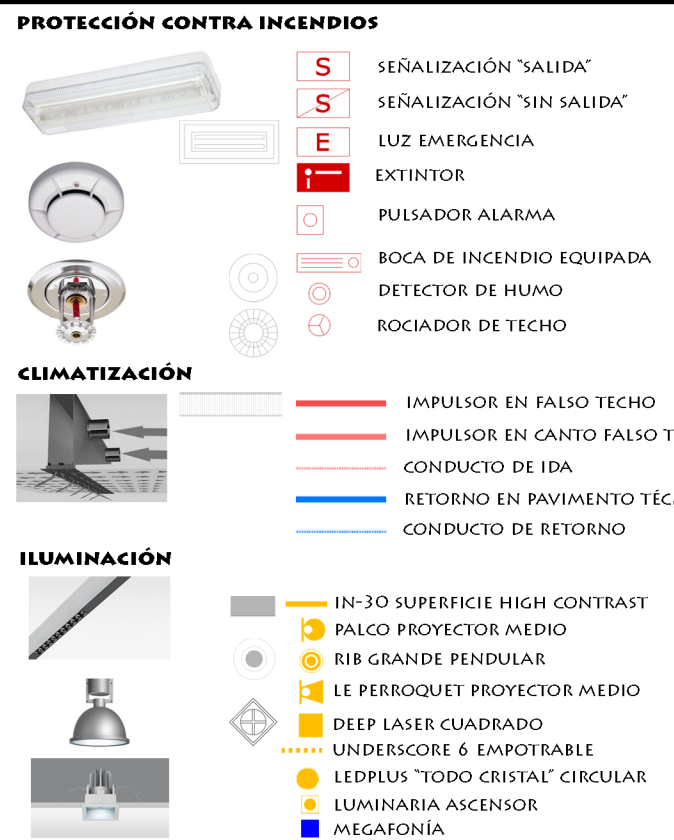 PROTECCIÓN CONTRA INCENDIOS
S SEÑALIZACIÓN "SALIDA"
S SEÑALIZACIÓN "SIN SALIDA"
E LUZ EMERGENCIA
EXTINTOR
PULSADOR ALARMA
BOCA DE INCENDIO EQUIPADA
DETECTOR DE HUMO
ROCIADOR DE TECHO
CLIMATIZACIÓN
IMPULSOR EN FALSO TECHO
IMPULSOR EN CANTO FALSO T
CONDUCTO DE IDA
RETORNO EN PAVIMENTO TÉC
CONDUCTO DE RETORNO
ILUMINACIÓN
IN-30 SUPERFICIE HIGH CONTRAST
PALCO PROYECTOR MEDIO
RIB GRANDE PENDULAR
LE PERROQUET PROYECTOR MEDIO
DEEP LASER CUADRADO
UNDERSCORE 6 EMPOTRABLE
LEDPLUS "TODO CRISTAL" CIRCULAR
LUMINARIA ASCENSOR
MEGAFONÍA